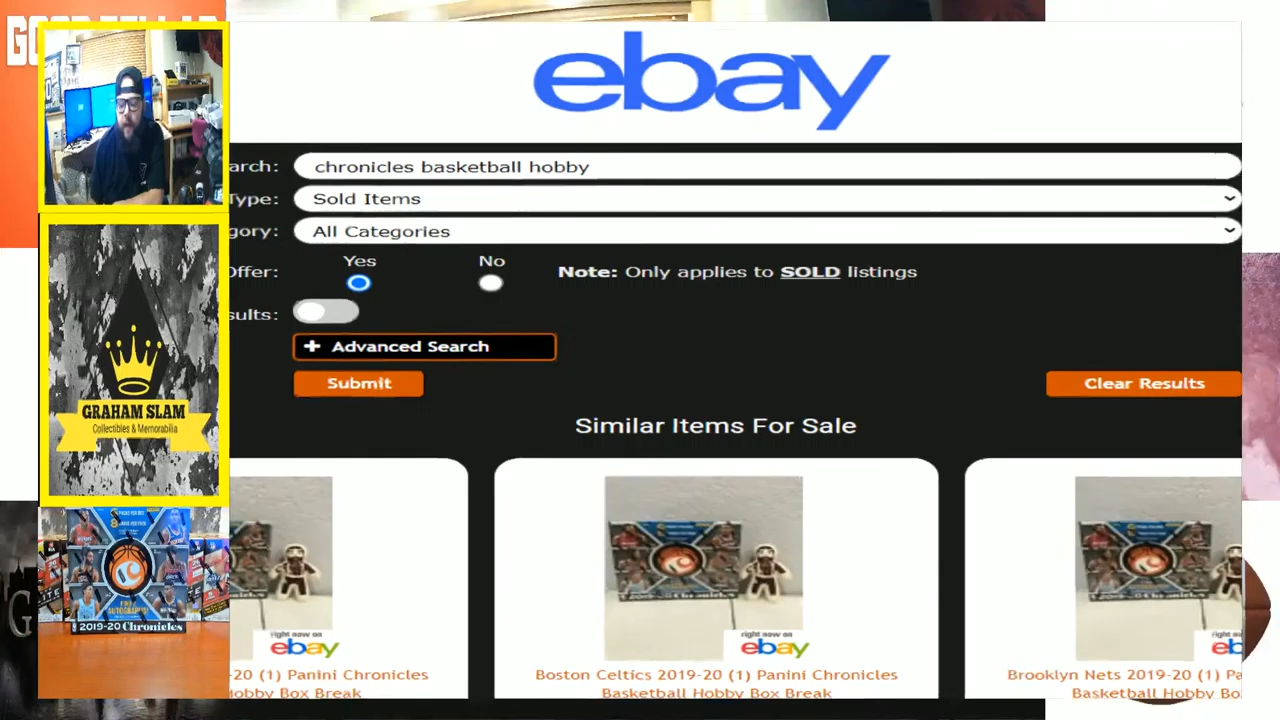 ebay
arch: chronicles basketball hobby
Type: Sold Items
gory: All Categories
Offer: Yes No Note: Only applies to SOLD listings
sults:
+ Advanced Search
Submit Clear Results
Similar Items For Sale
GRAHAM SLAM
Collectibles & Memorabilia
2019-20 Chronicles
right now on
ebay
right now on
ebay
right n
eb
-20 (1) Panini Chronicles
Hobby Box Break
Boston Celtics 2019-20 (1) Panini Chronicles
Basketball Hobby Box Break
Brooklyn Nets 2019-20 (1) Pa
Basketball Hobby Bo